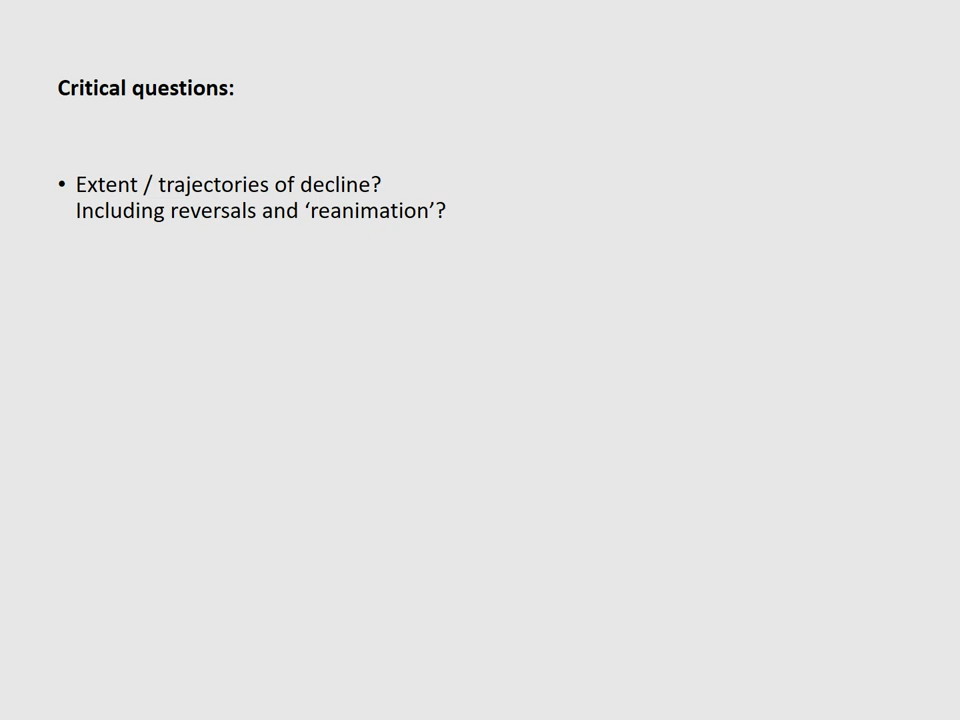 Critical questions:
• Extent / trajectories of decline?
Including reversals and ‘reanimation’?